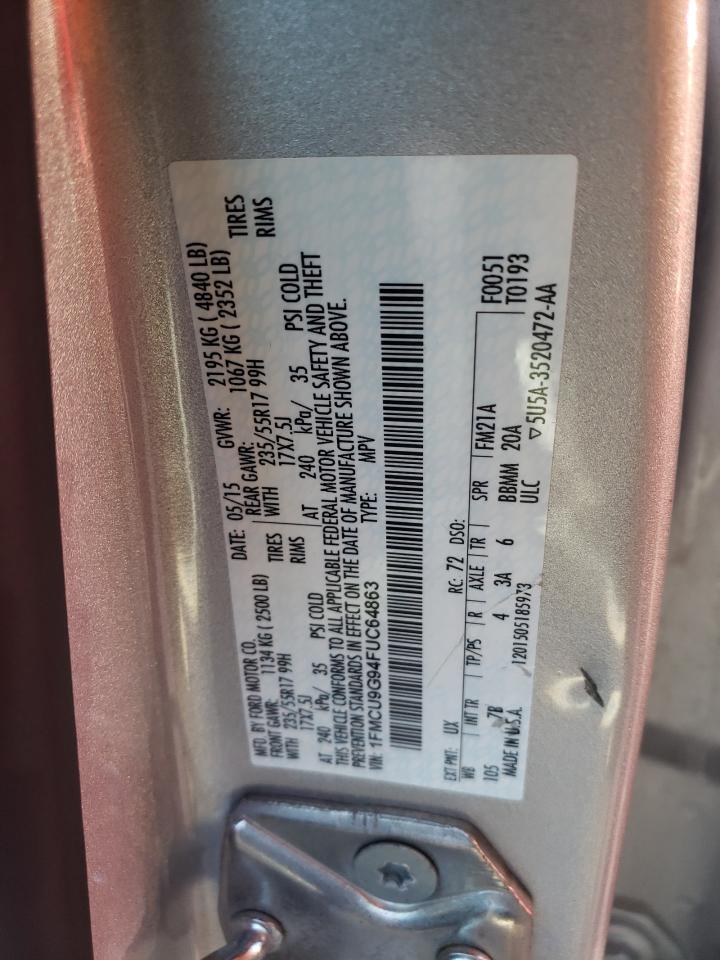 MFD. BY FORD MOTOR CO. DATE: 05/15 GVWR: 2195 KG ( 4840 LB)
FRONT GAWR: 1134 KG ( 2500 LB) REAR GAWR: 1067 KG ( 2352 LB)
WITH 235/55R17 99H TIRES WITH 235/55R17 99H TIRES
17X7.5J RIMS 17X7.5J RIMS
AT 240 kPa/ 35 PSI COLD AT 240 kPa/ 35 PSI COLD
THIS VEHICLE CONFORMS TO ALL APPLICABLE FEDERAL MOTOR VEHICLE SAFETY AND THEFT
PREVENTION STANDARDS IN EFFECT ON THE DATE OF MANUFACTURE SHOWN ABOVE.
VIN: 1FMCU9G94FUC64863 TYPE: MPV
EXT PNT: UX RC: 72 DSO: F0051
WB INT TR TP/PS R AXLE TR SPR T0193
105 7B 4 3A 6 BBMM FM21A
MADE IN U.S.A. 1201505185973 ULC 20A
▽5U5A-3520472-AA